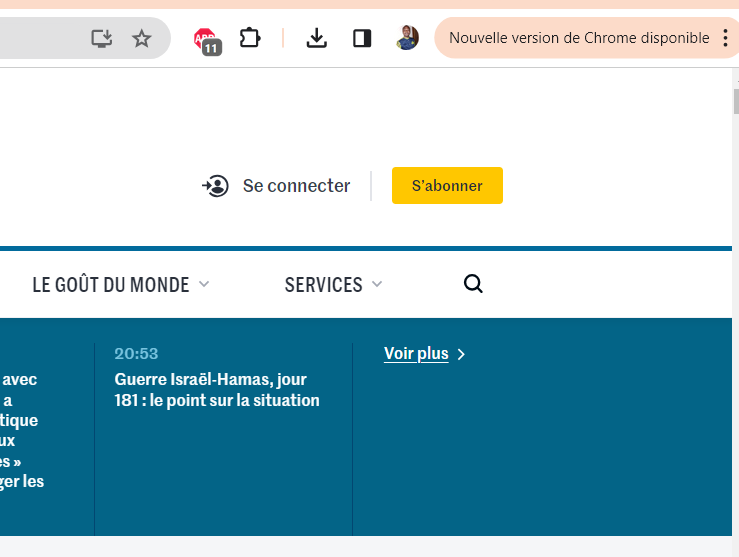 ABP
11
Nouvelle version de Chrome disponible
Se connecter
S'abonner
LE GOÛT DU MONDE
SERVICES
avec
a
tique
ux
es »
ger les
20:53
Guerre Israël-Hamas, jour
181 : le point sur la situation
Voir plus